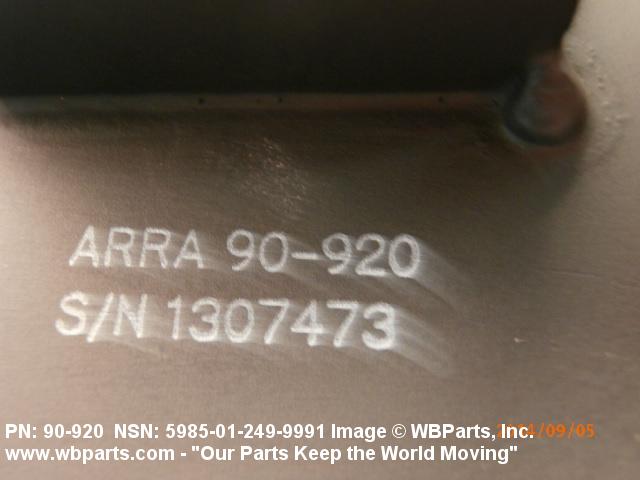 ARRA 90-920
S/N 1307473
PN: 90-920 NSN: 5985-01-249-9991 Image © WBParts, Inc.
www.wbparts.com - "Our Parts Keep the World Moving"